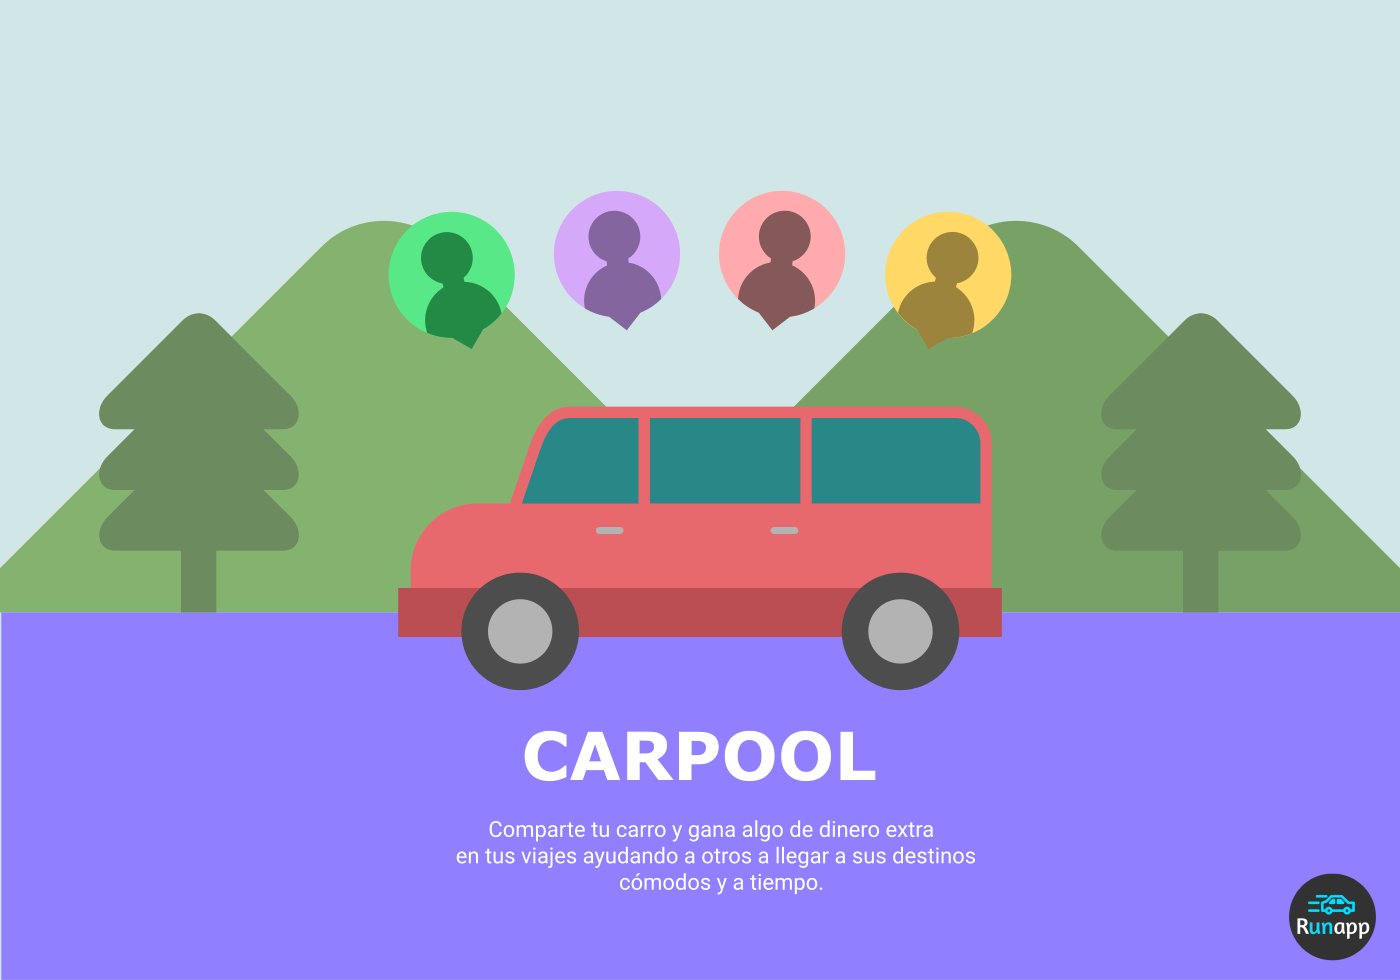 CARPOOL
Comparte tu carro y gana algo de dinero extra
en tus viajes ayudando a otros a llegar a sus destinos
cómodos y a tiempo.
Runapp